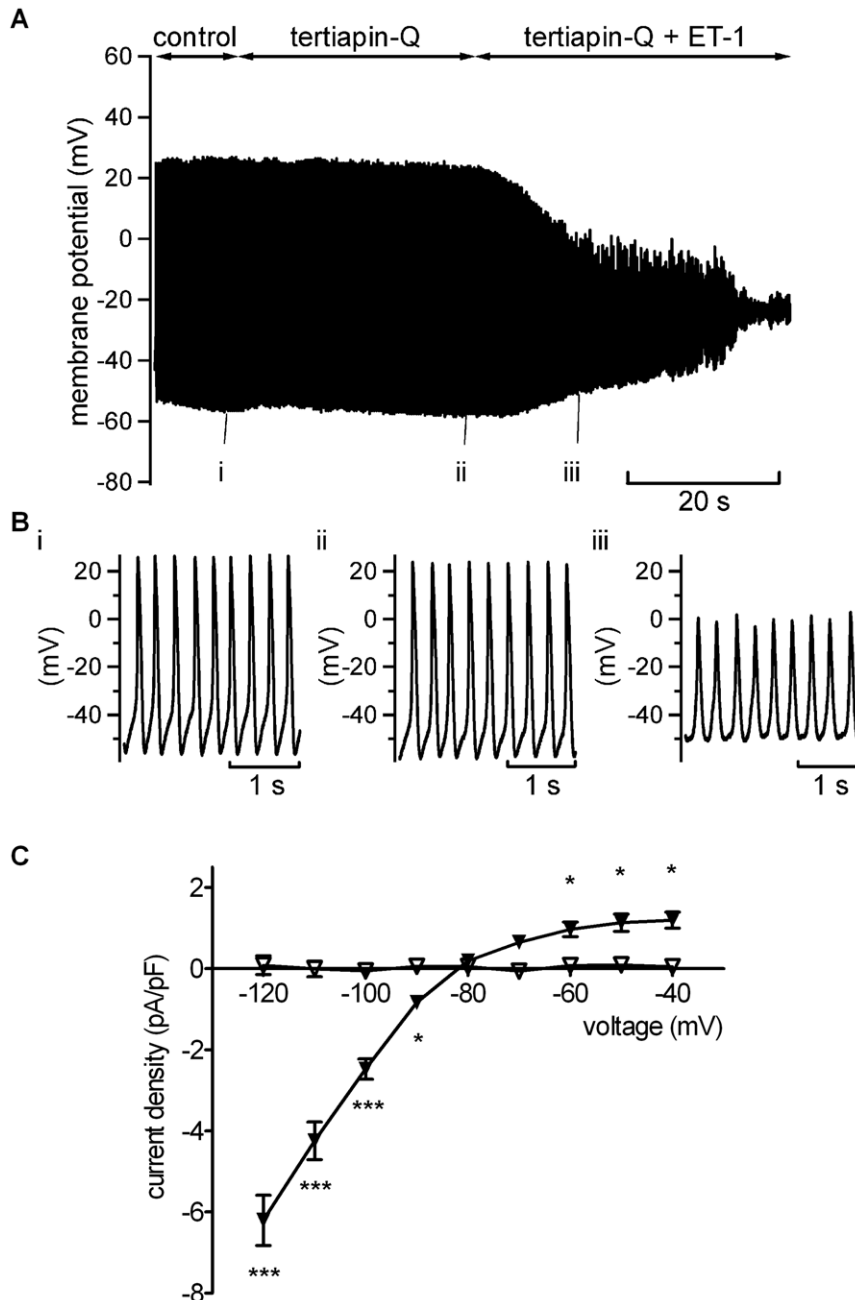 A
control tertiapin-Q tertiapin-Q + ET-1
60
40
20
0
-20
-40
-60
-80
membrane potential (mV)
i ii iii
20 s
B
i ii iii
20
0
-20
-40
(mV)
1 s
20
0
-20
-40
(mV)
1 s
20
0
-20
-40
(mV)
1 s
C
2
0
-2
-4
-6
-8
current density (pA/pF)
* * *
-120 -100 -80 -60 -40
voltage (mV)
*
***
***
***